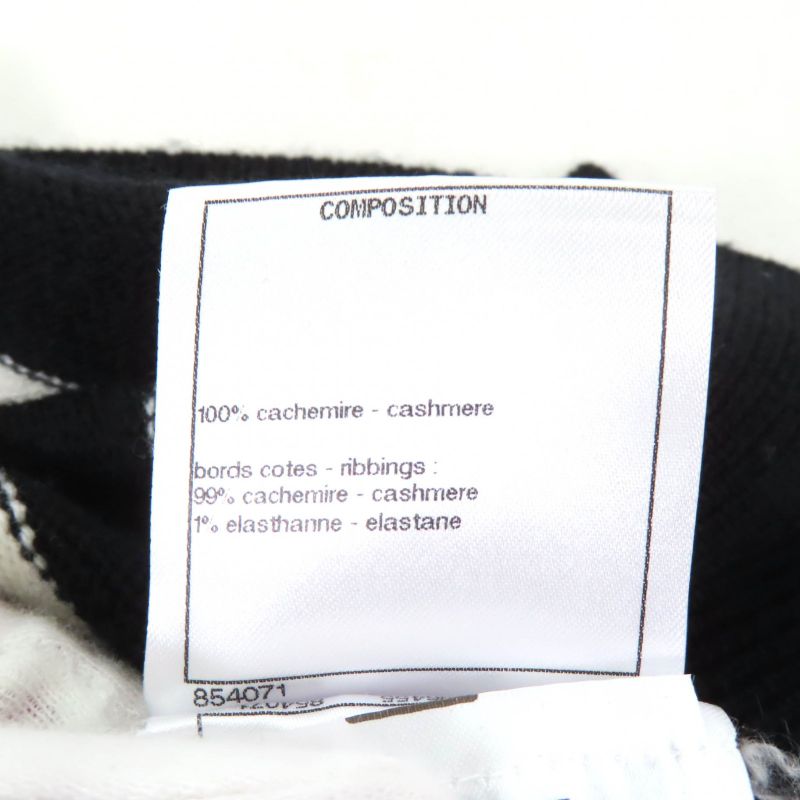 COMPOSITION
100% cachemire - cashmere
bords cotes - ribbings :
99% cachemire - cashmere
1% elasthanne - elastane
854071